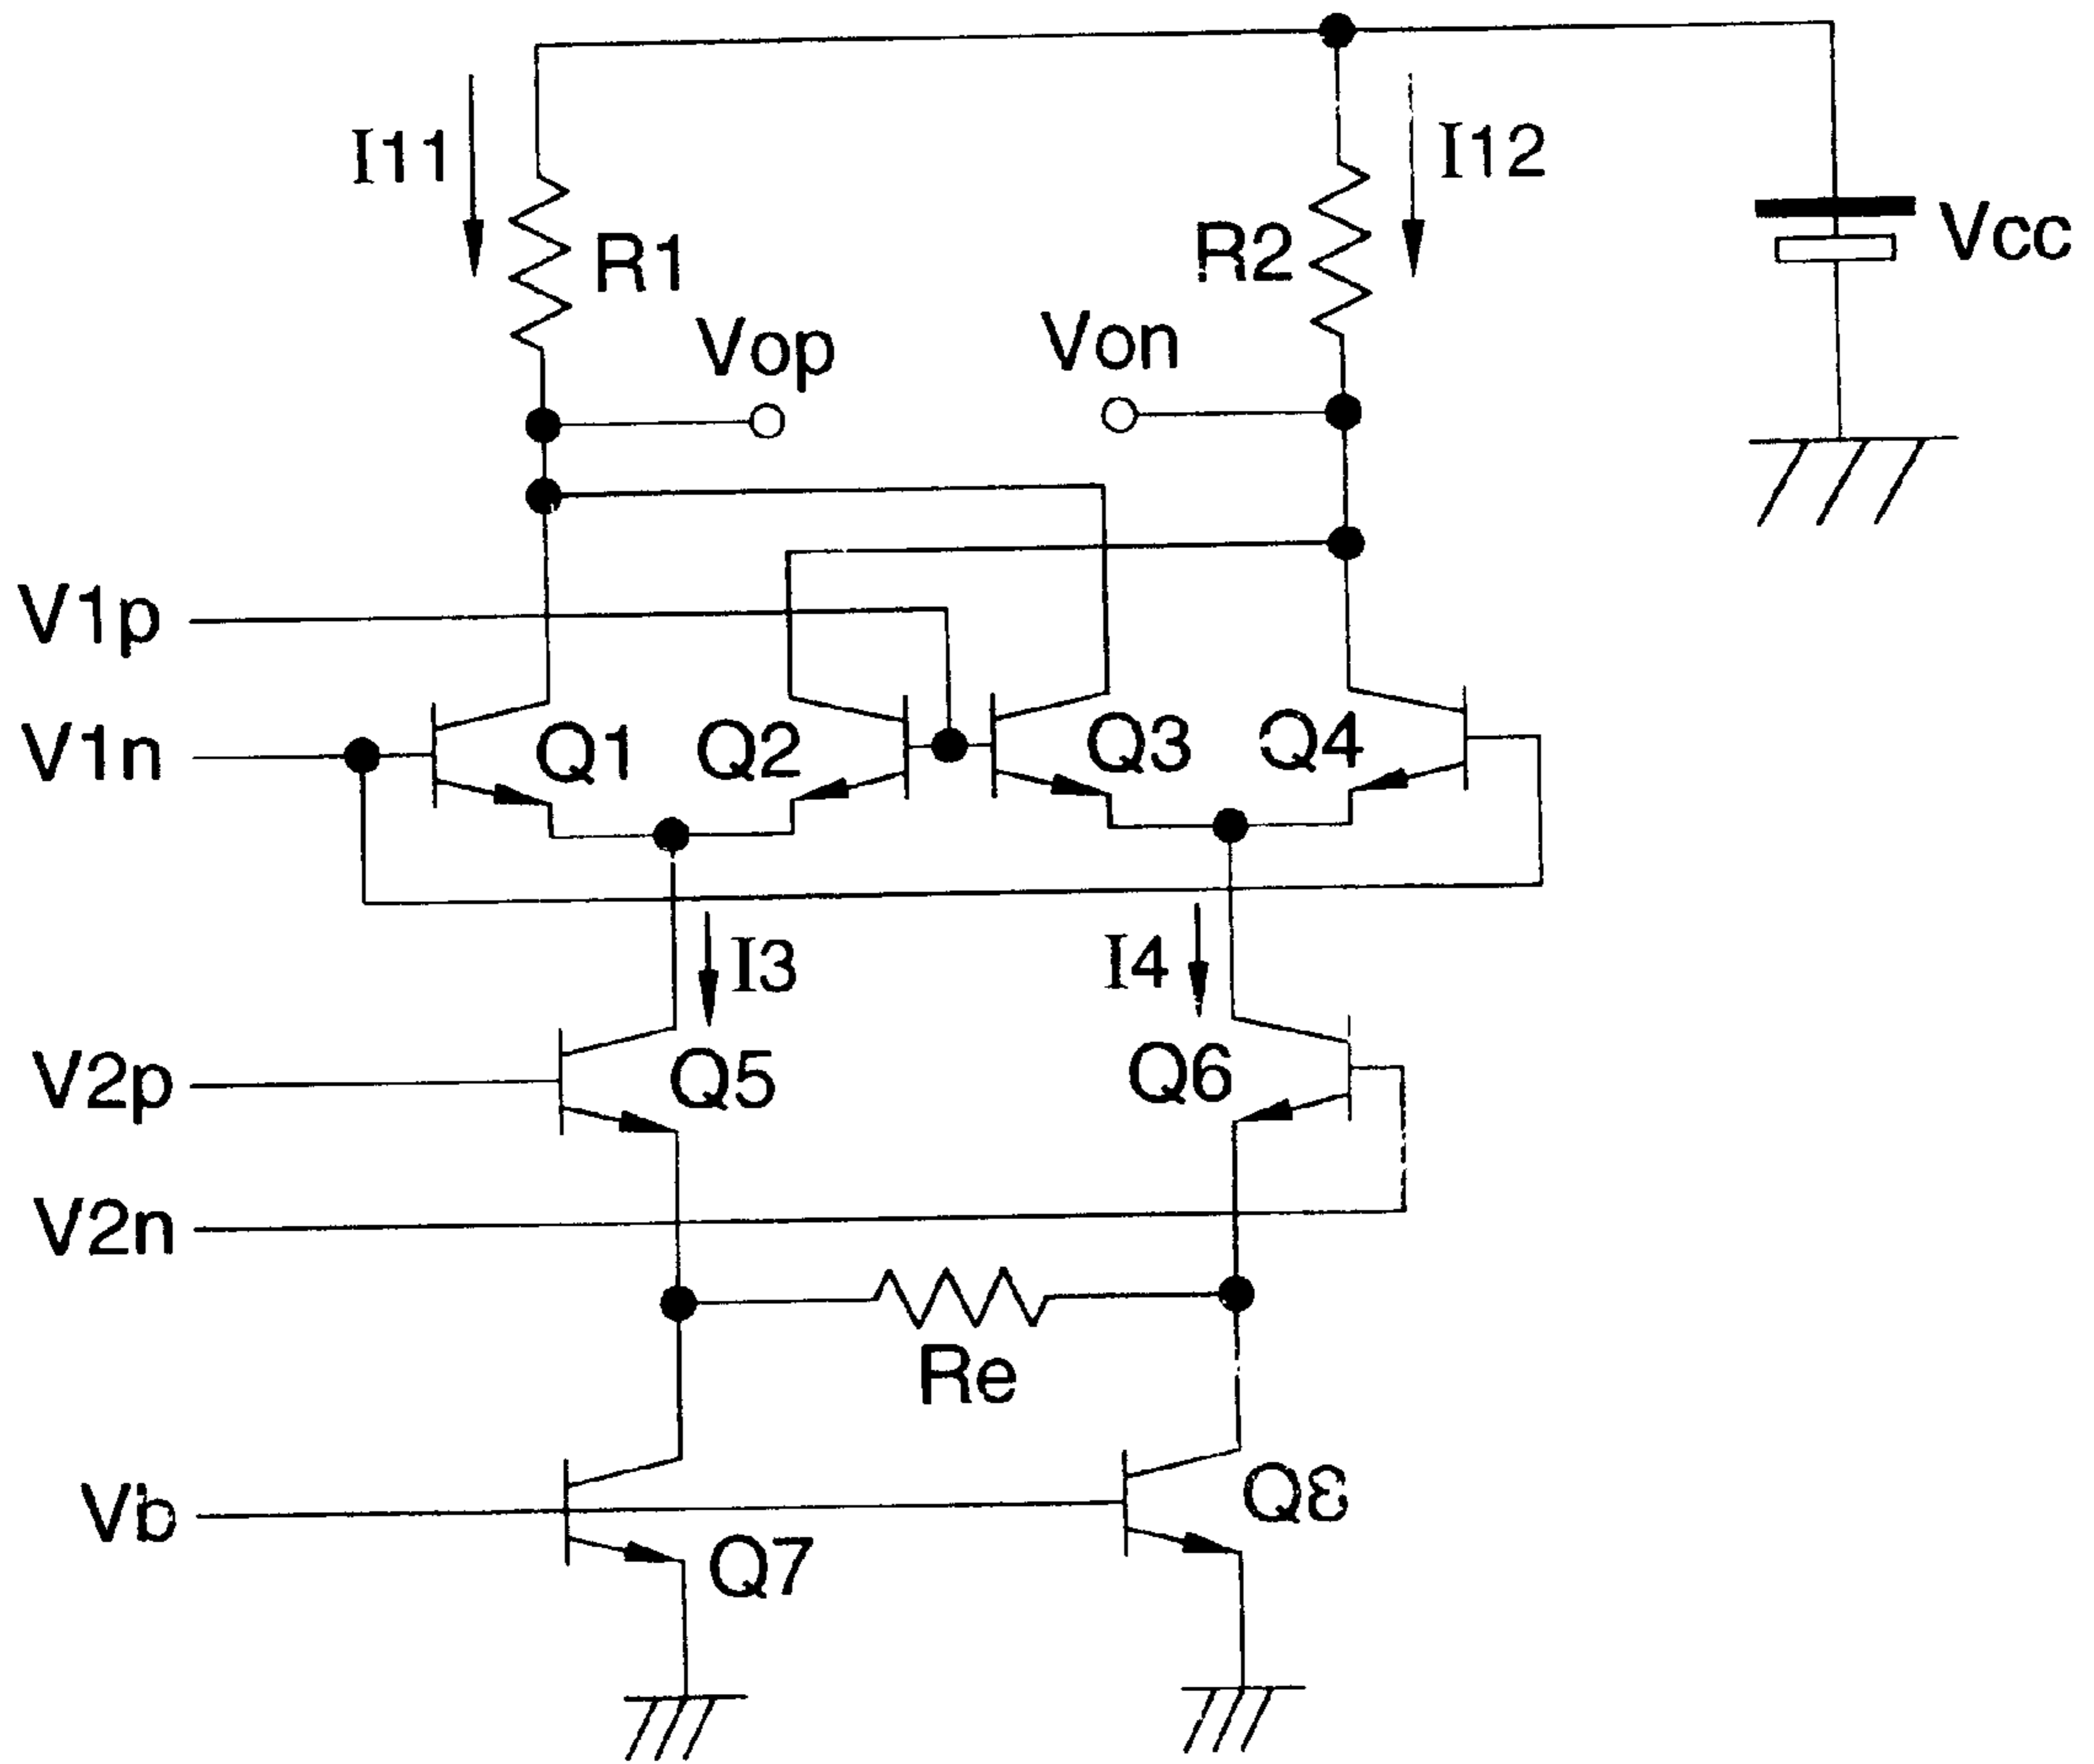 I11
I12
R1
R2
Vcc
Vop
Von
V1p
V1n
Q1
Q2
Q3
Q4
I3
I4
V2p
Q5
Q6
V2n
Re
Vb
Q7
Q8